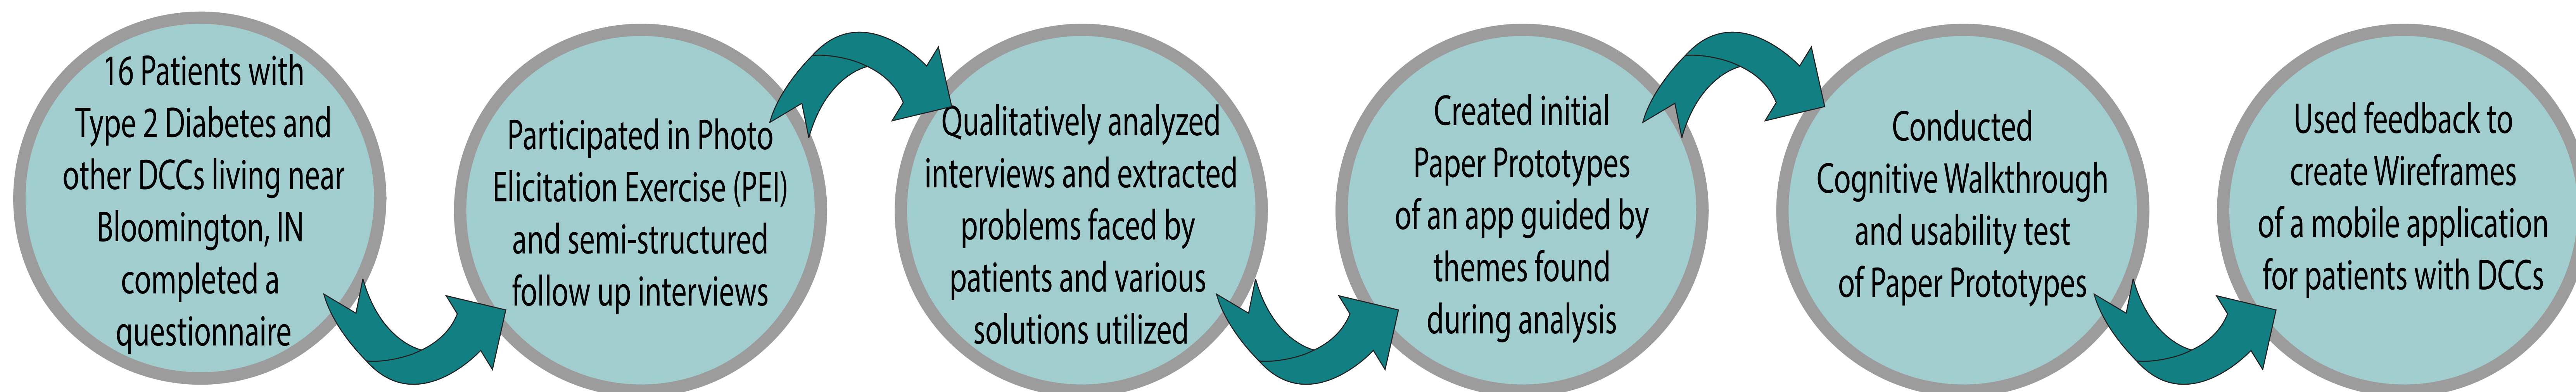 16 Patients with
Type 2 Diabetes and
other DCCs living near
Bloomington, IN
completed a
questionnaire
Participated in Photo
Elicitation Exercise (PEI)
and semi-structured
follow up interviews
Qualitatively analyzed
interviews and extracted
problems faced by
patients and various
solutions utilized
Created initial
Paper Prototypes
of an app guided by
themes found
during analysis
Conducted
Cognitive Walkthrough
and usability test
of Paper Prototypes
Used feedback to
create Wireframes
of a mobile application
for patients with DCCs